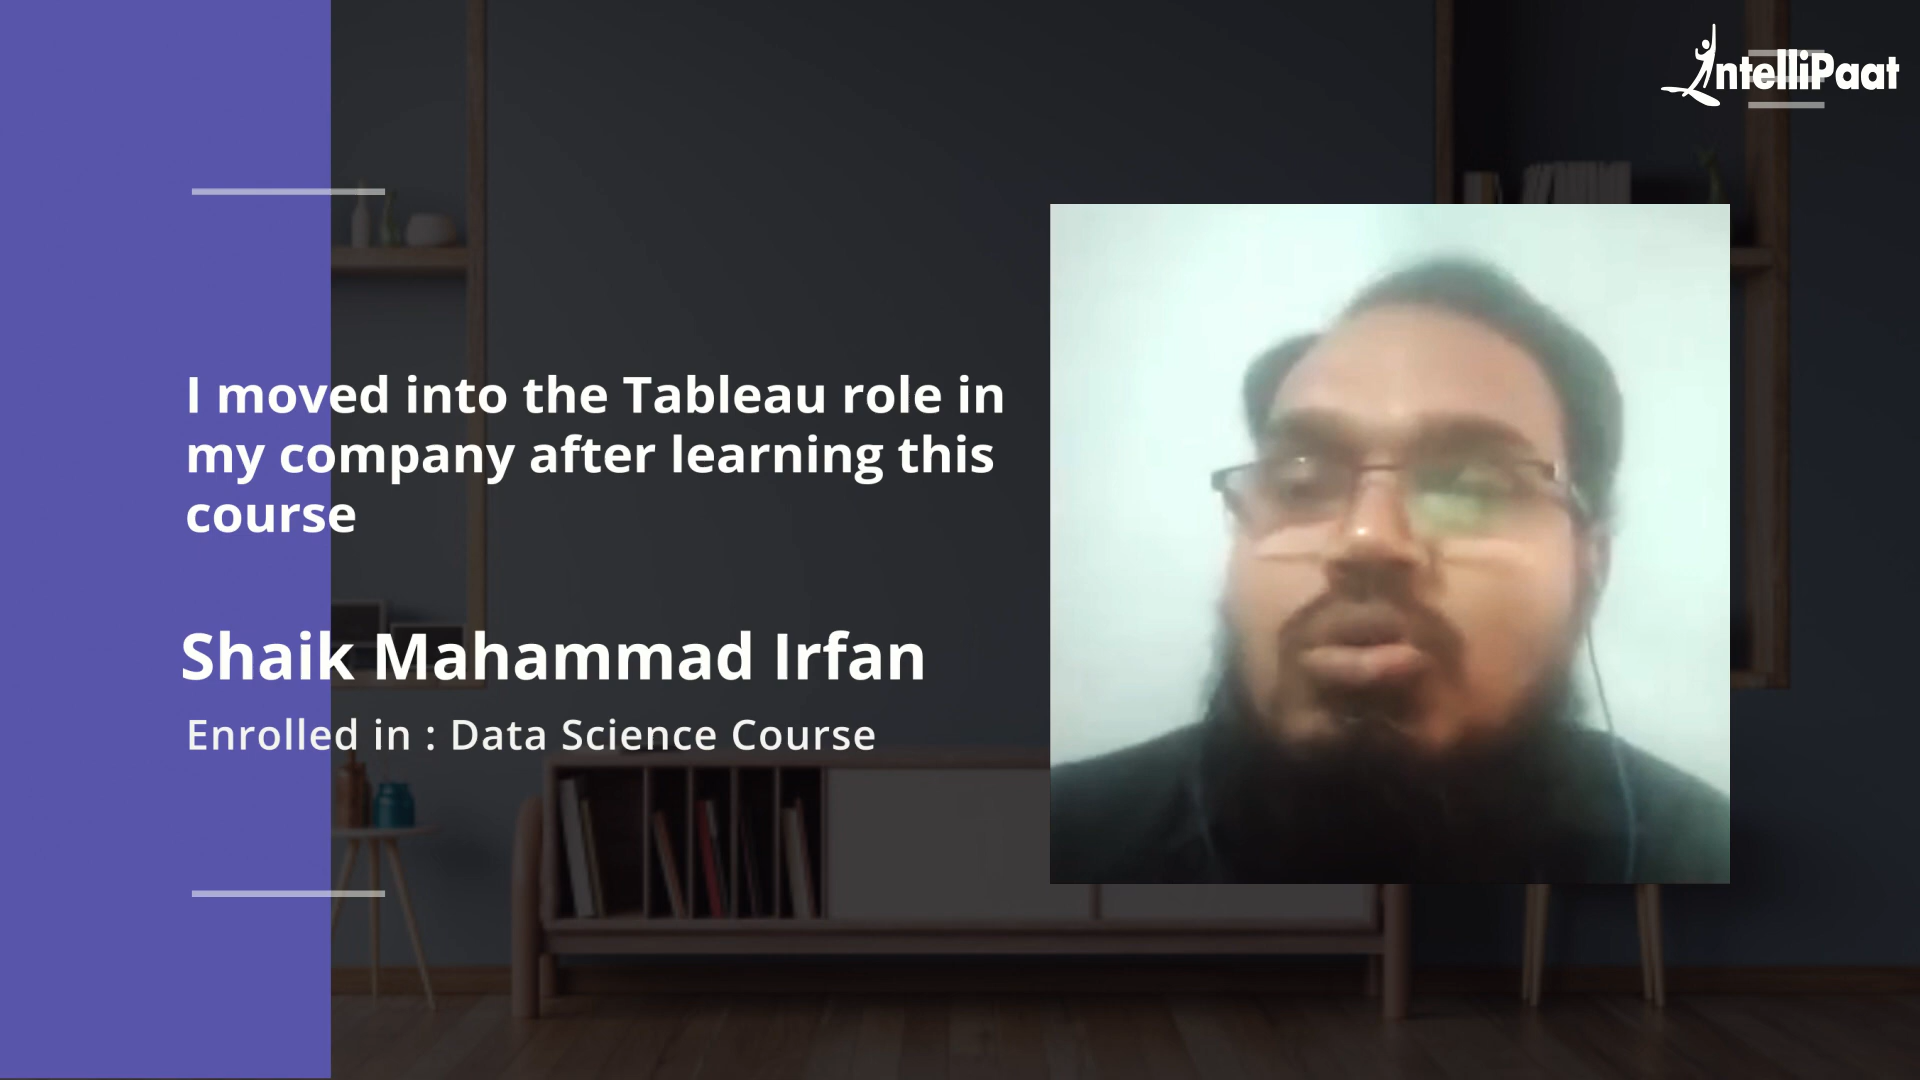 IntelliPaat
I moved into the Tableau role in
my company after learning this
course
Shaik Mahammad Irfan
Enrolled in : Data Science Course